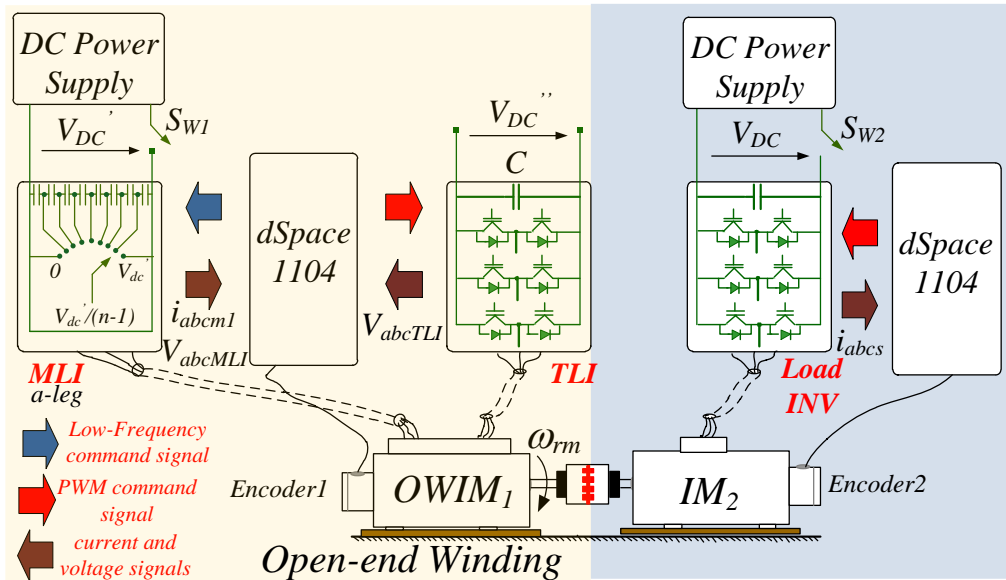 DC Power
Supply
S_W1
V_DC'
MLI
a-leg
0
V_dc'
V_dc'/(n-1)
i_abcm1
V_abcMLI
dSpace
1104
V_DC''
C
V_abcTLI
TLI
DC Power
Supply
S_W2
V_DC
dSpace
1104
i_abcs
Load
INV
Low-Frequency
command signal
PWM command
signal
current and
voltage signals
Encoder1
OWIM_1
ω_rm
IM_2
Encoder2
Open-end Winding